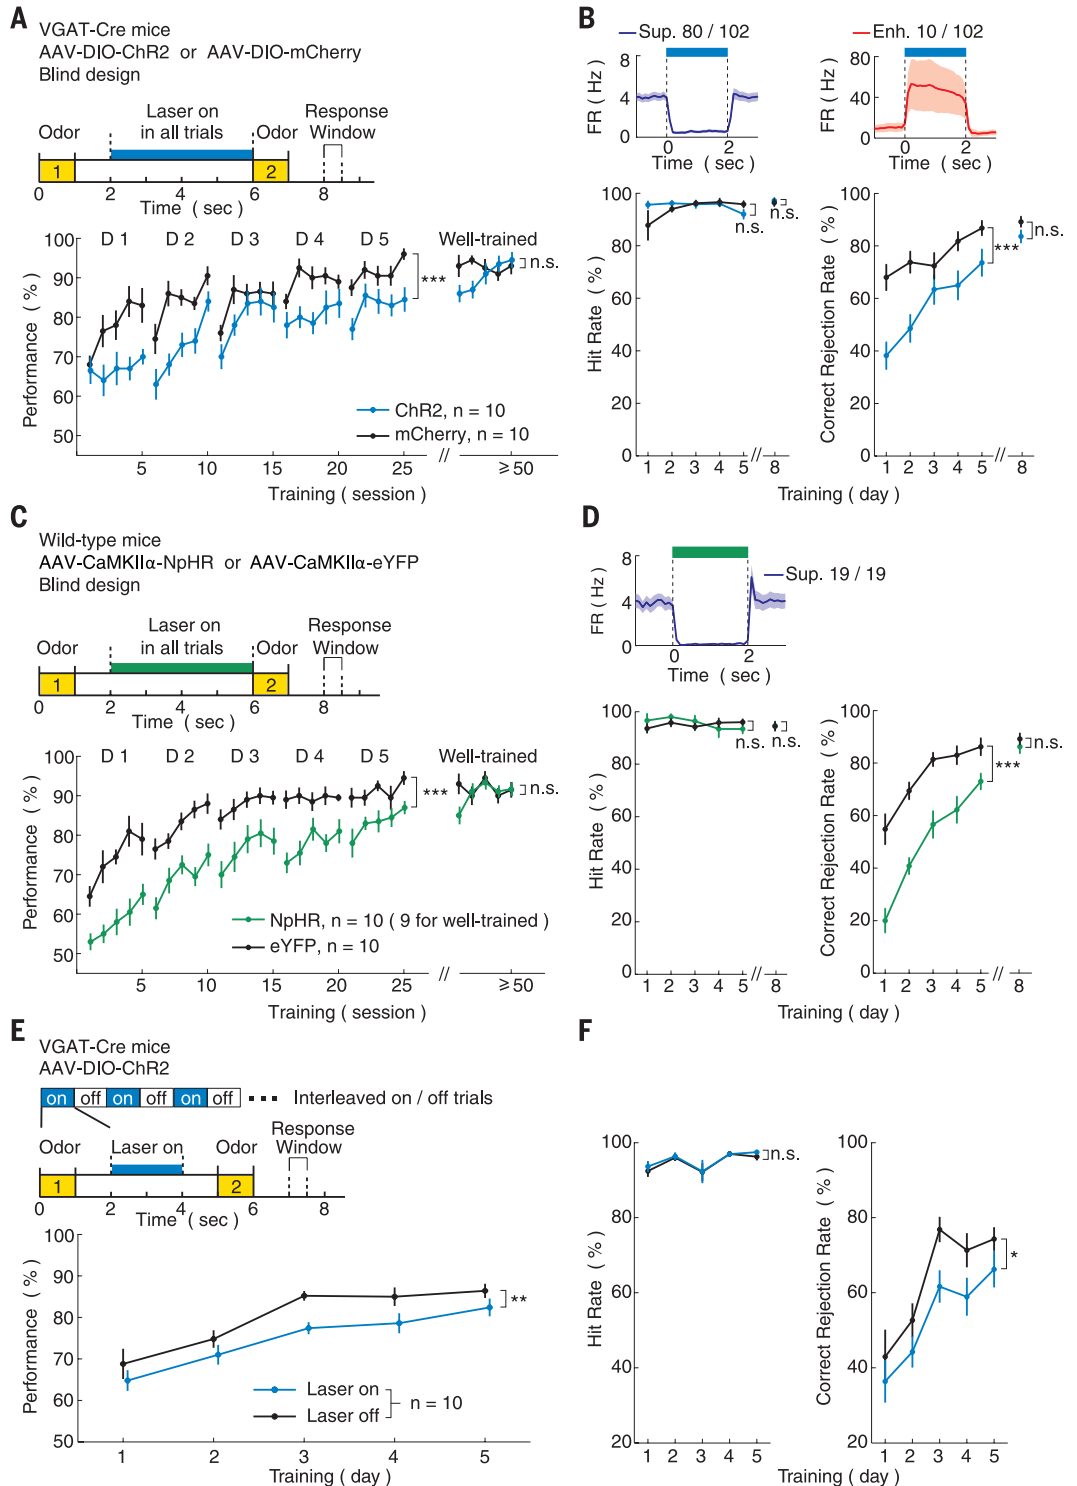 A
VGAT-Cre mice
AAV-DIO-ChR2 or AAV-DIO-mCherry
Blind design
Laser on
in all trials
Response
Window
Odor
Odor
1
2
0 2 4 6 8
Time ( sec )
D 1 D 2 D 3 D 4 D 5 Well-trained
100
90
80
70
60
50
Performance ( % )
***
n.s.
ChR2, n = 10
mCherry, n = 10
5 10 15 20 25 // ≥50
Training ( session )
B
Sup. 80 / 102
8
4
0
FR ( Hz )
0 2
Time ( sec )
Enh. 10 / 102
80
40
0
FR ( Hz )
0 2
Time ( sec )
100
80
60
40
20
0
Hit Rate ( % )
n.s.
n.s.
1 2 3 4 5 // 8
100
80
60
40
20
0
Correct Rejection Rate ( % )
***
n.s.
1 2 3 4 5 // 8
Training ( day )
C
Wild-type mice
AAV-CaMKIIα-NpHR or AAV-CaMKIIα-eYFP
Blind design
Laser on
in all trials
Response
Window
Odor
Odor
1
2
0 2 4 6 8
Time ( sec )
D 1 D 2 D 3 D 4 D 5 Well-trained
100
90
80
70
60
50
Performance ( % )
***
n.s.
NpHR, n = 10 ( 9 for well-trained )
eYFP, n = 10
5 10 15 20 25 // ≥50
Training ( session )
D
Sup. 19 / 19
8
4
0
FR ( Hz )
0 2
Time ( sec )
100
80
60
40
20
0
Hit Rate ( % )
n.s.
n.s.
1 2 3 4 5 // 8
100
80
60
40
20
0
Correct Rejection Rate ( % )
***
n.s.
1 2 3 4 5 // 8
Training ( day )
E
VGAT-Cre mice
AAV-DIO-ChR2
on off on off on off Interleaved on / off trials
Odor Laser on Odor
Response
Window
1
2
0 2 4 6 8
Time ( sec )
100
90
80
70
60
50
Performance ( % )
**
Laser on
Laser off
n = 10
1 2 3 4 5
Training ( day )
F
100
80
60
40
20
Hit Rate ( % )
n.s.
1 2 3 4 5
100
80
60
40
20
Correct Rejection Rate ( % )
*
1 2 3 4 5
Training ( day )